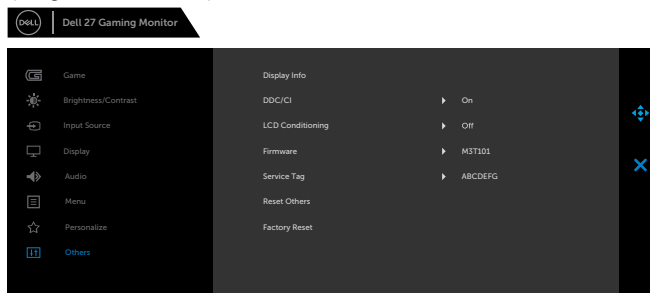 DELL
Dell 27 Gaming Monitor
Game
Display Info
Brightness/Contrast
DDC/CI
On
Input Source
LCD Conditioning
Off
Display
Firmware
M3T101
Audio
Service Tag
ABCDEFG
Menu
Reset Others
Personalize
Factory Reset
Others